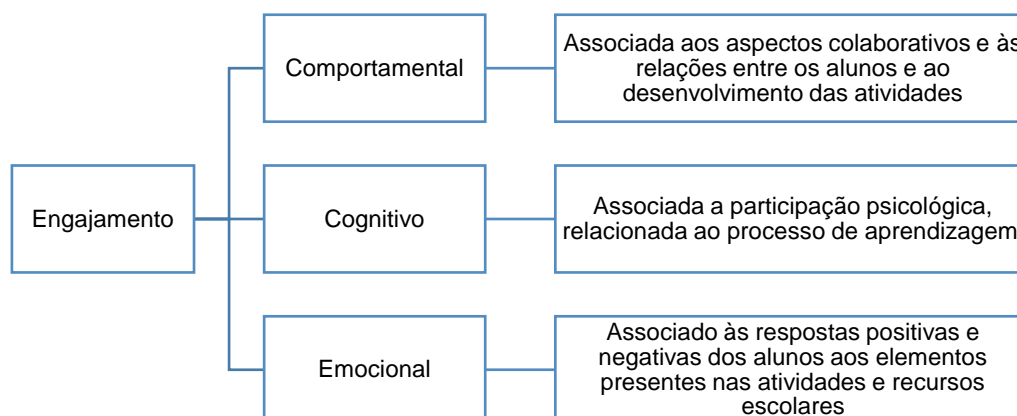 Engajamento
Comportamental
Associada aos aspectos colaborativos e às
relações entre os alunos e ao
desenvolvimento das atividades
Cognitivo
Associada a participação psicológica,
relacionada ao processo de aprendizagem
Emocional
Associado às respostas positivas e
negativas dos alunos aos elementos
presentes nas atividades e recursos
escolares